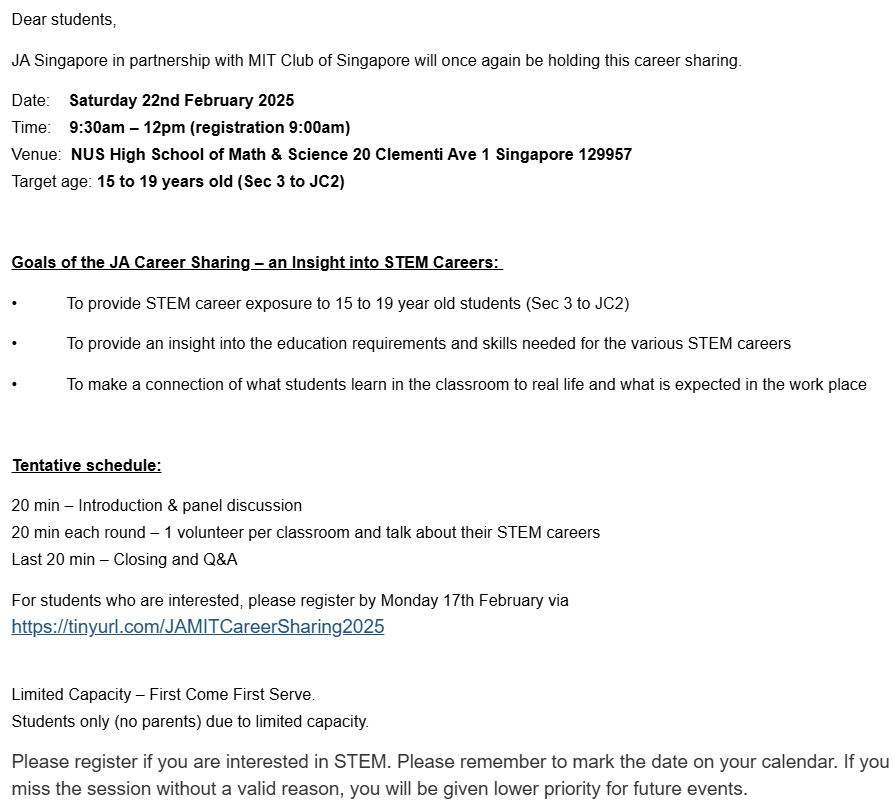 Dear students,
JA Singapore in partnership with MIT Club of Singapore will once again be holding this career sharing.
Date: Saturday 22nd February 2025
Time: 9:30am – 12pm (registration 9:00am)
Venue: NUS High School of Math & Science 20 Clementi Ave 1 Singapore 129957
Target age: 15 to 19 years old (Sec 3 to JC2)
Goals of the JA Career Sharing – an Insight into STEM Careers:
• To provide STEM career exposure to 15 to 19 year old students (Sec 3 to JC2)
• To provide an insight into the education requirements and skills needed for the various STEM careers
• To make a connection of what students learn in the classroom to real life and what is expected in the work place
Tentative schedule:
20 min – Introduction & panel discussion
20 min each round – 1 volunteer per classroom and talk about their STEM careers
Last 20 min – Closing and Q&A
For students who are interested, please register by Monday 17th February via
https://tinyurl.com/JAMITCareerSharing2025
Limited Capacity – First Come First Serve.
Students only (no parents) due to limited capacity.
Please register if you are interested in STEM. Please remember to mark the date on your calendar. If you
miss the session without a valid reason, you will be given lower priority for future events.